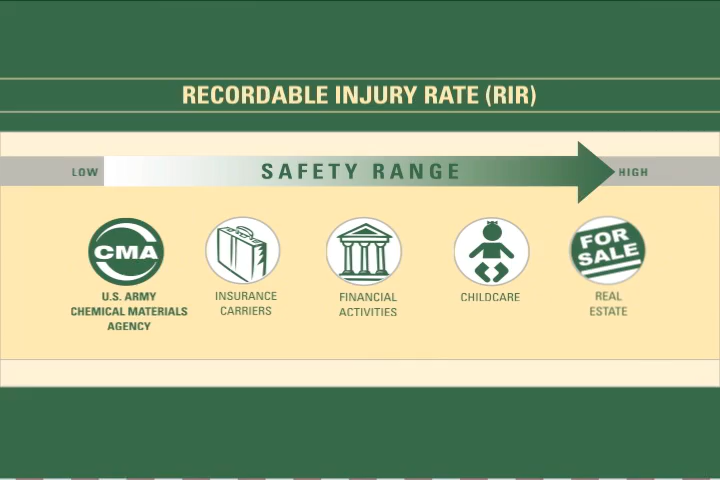 RECORDABLE INJURY RATE (RIR)
LOW SAFETY RANGE HIGH
CMA
U.S. ARMY
CHEMICAL MATERIALS
AGENCY
INSURANCE
CARRIERS
FINANCIAL
ACTIVITIES
CHILDCARE
FOR
SALE
REAL
ESTATE